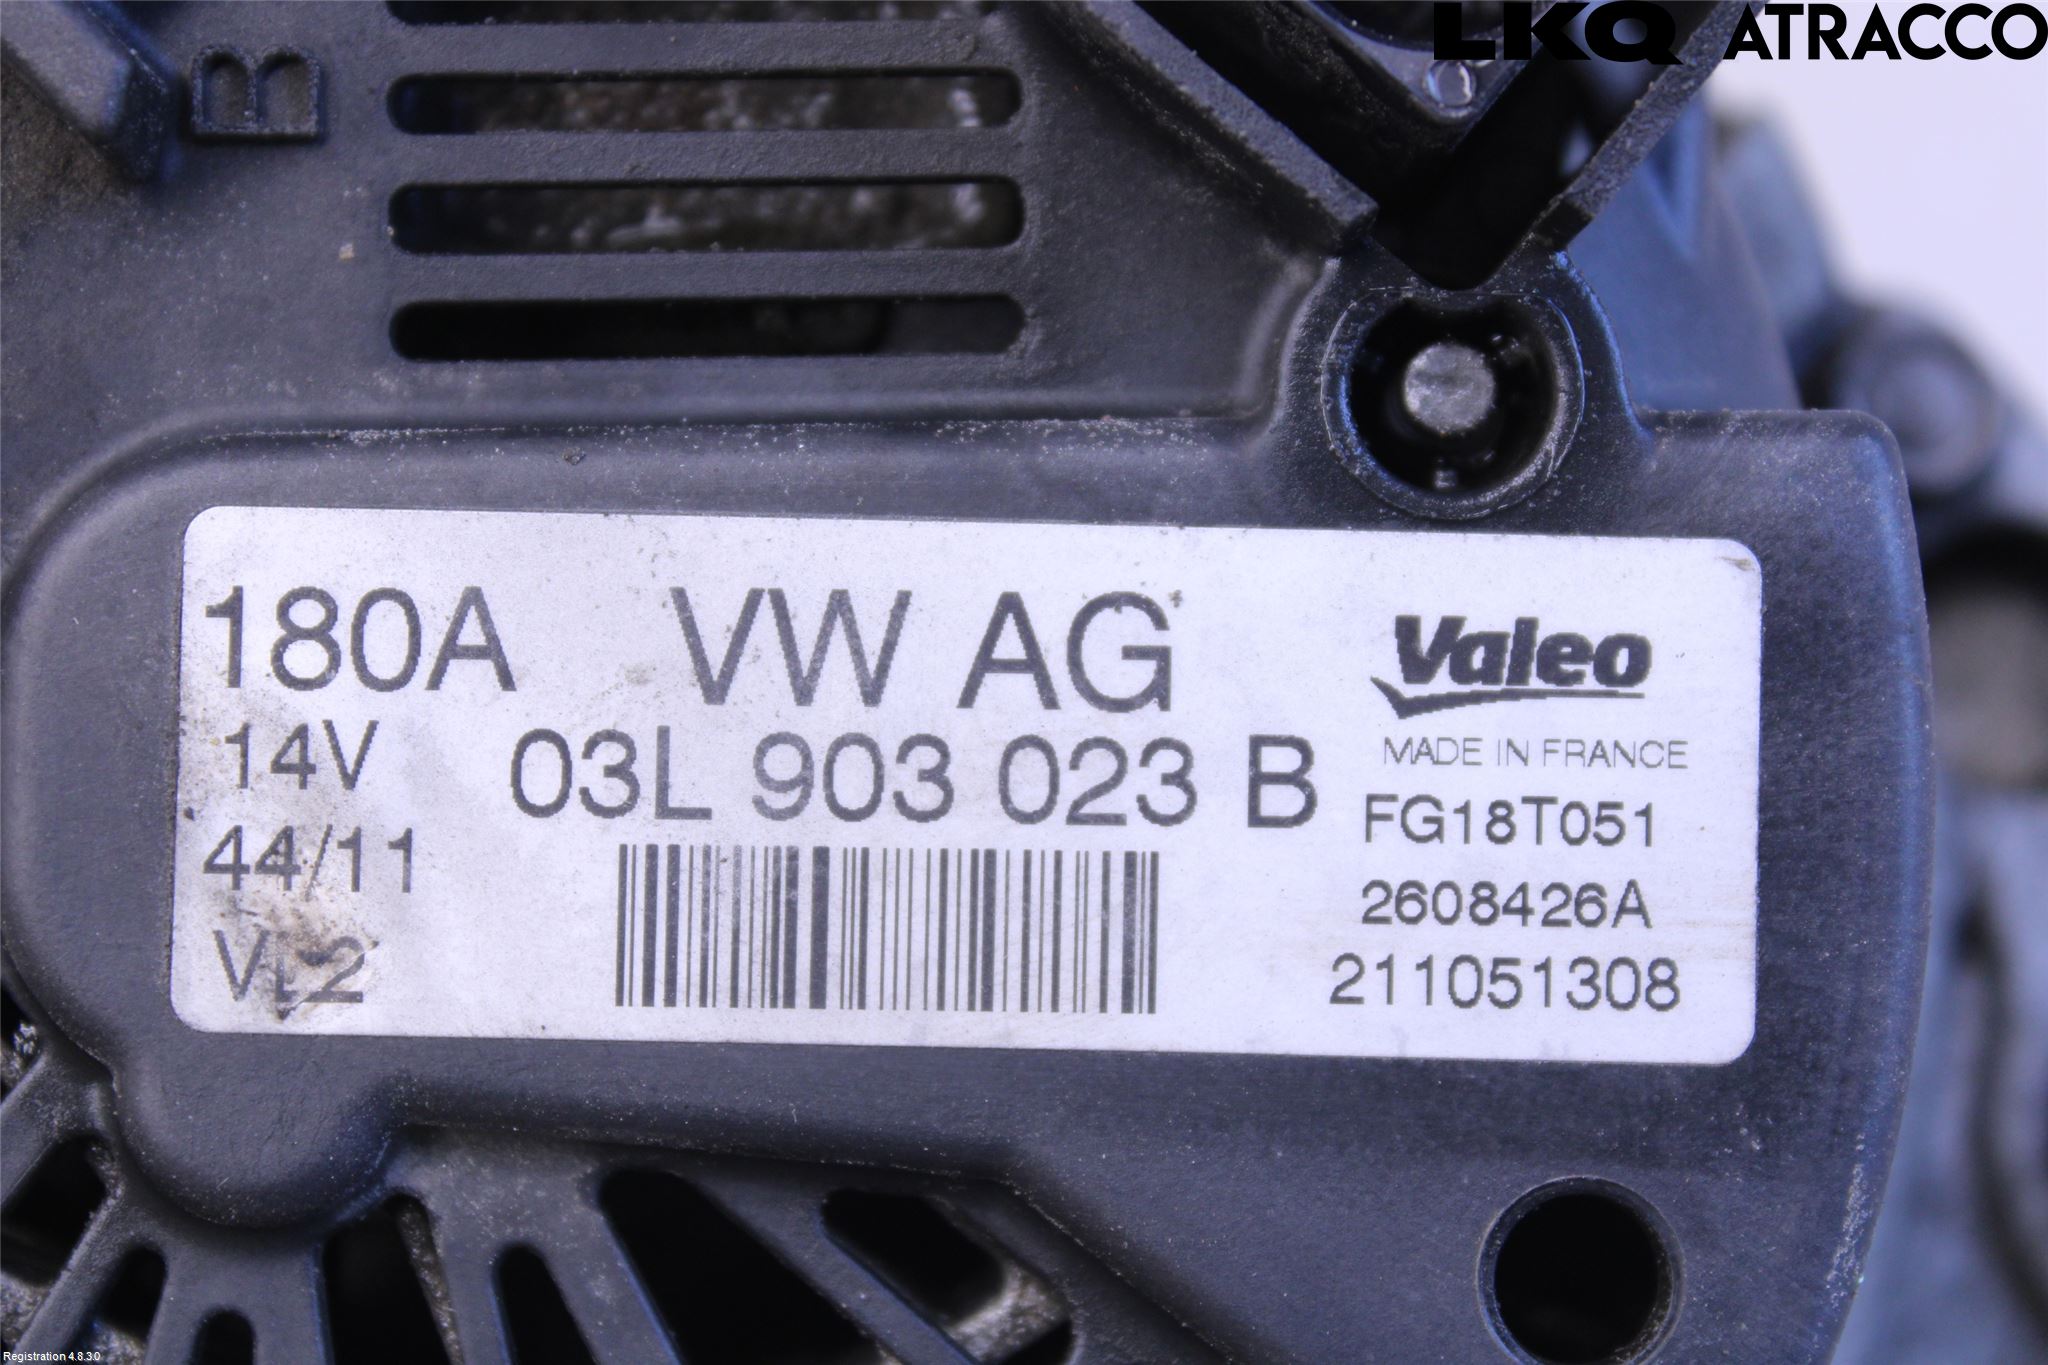 LKQ ATRACCO
B
180A VW AG Valeo
14V 03L 903 023 B MADE IN FRANCE
44/11 FG18T051
2608426A
211051308
Registration 4.8.3.0